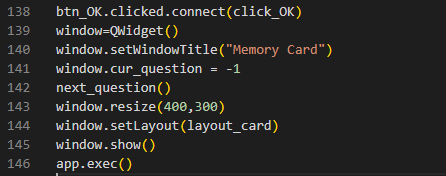 138 btn_OK.clicked.connect(click_OK)
139 window=QWidget()
140 window.setWindowTitle("Memory Card")
141 window.cur_question = -1
142 next_question()
143 window.resize(400,300)
144 window.setLayout(layout_card)
145 window.show()
146 app.exec()